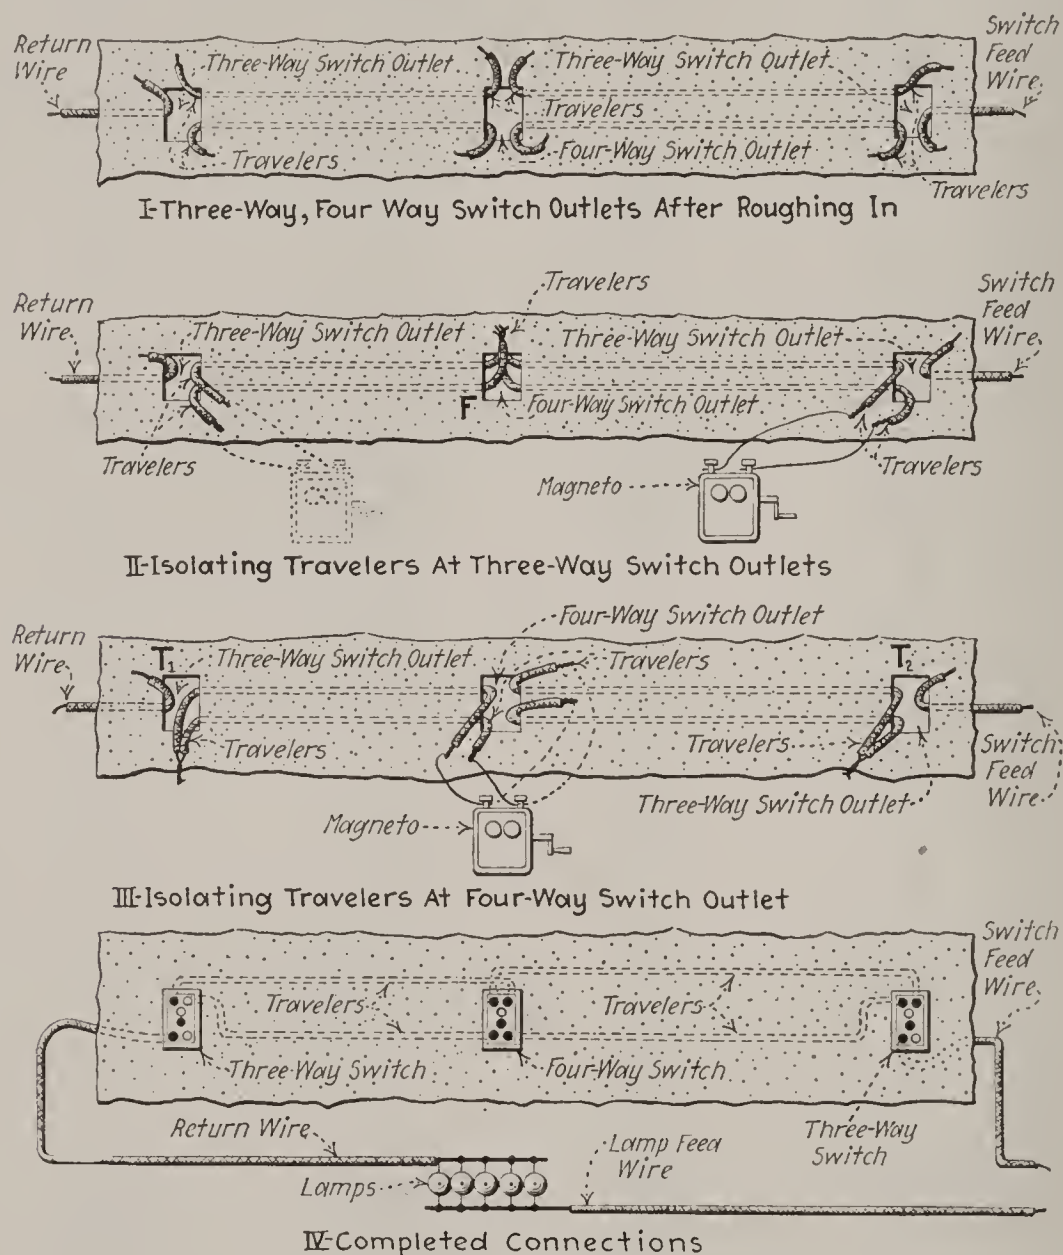 Return
Wire
Three-Way Switch Outlet
Three-Way Switch Outlet
Switch
Feed
Wire
Travelers
Travelers
Four-Way Switch Outlet
Travelers
I-Three-Way, Four Way Switch Outlets After Roughing In
Travelers
Return
Wire
Three-Way Switch Outlet
Three-Way Switch Outlet
Switch
Feed
Wire
F
Four-Way Switch Outlet
Travelers
Travelers
Magneto
II-Isolating Travelers At Three-Way Switch Outlets
Four-Way Switch Outlet
Return
Wire
T1
Three-Way Switch Outlet
Travelers
T2
Travelers
Travelers
Switch
Feed
Wire
Three-Way Switch Outlet
Magneto
III-Isolating Travelers At Four-Way Switch Outlet
Switch
Feed
Wire
Travelers
Travelers
Three-Way Switch
Four-Way Switch
Return Wire
Lamp Feed
Wire
Three-Way
Switch
Lamps
IV-Completed Connections